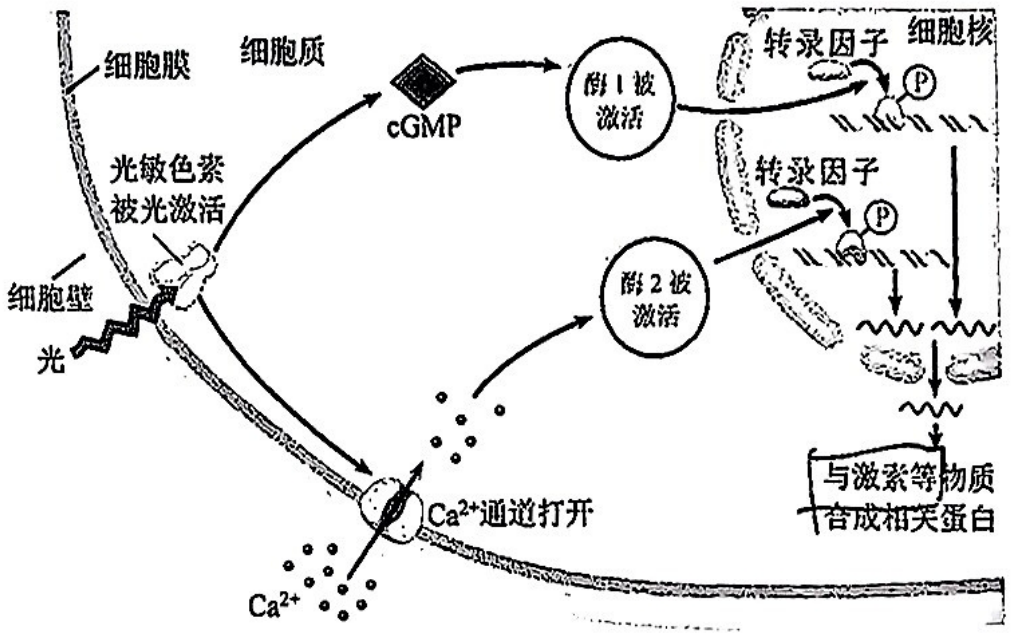 细胞膜
细胞质
转录因子
细胞核
P
酶1被
激活
cGMP
光敏色素
被光激活
转录因子
P
细胞壁
酶2被
激活
光
与激素等物质
合成相关蛋白
Ca²⁺通道打开
Ca²⁺